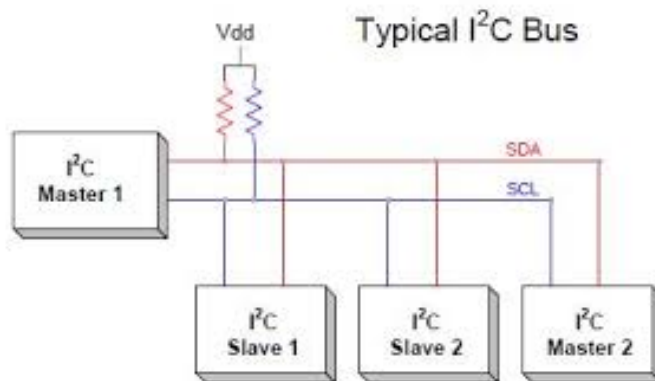 Typical I²C Bus
Vdd
I²C
Master 1
SDA
SCL
I²C
Slave 1
I²C
Slave 2
I²C
Master 2